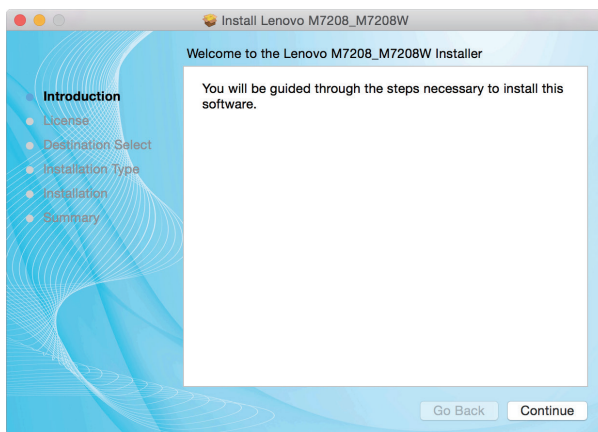 Install Lenovo M7208_M7208W
Welcome to the Lenovo M7208_M7208W Installer
Introduction
License
Destination Select
Installation Type
Installation
Summary
You will be guided through the steps necessary to install this
software.
Go Back
Continue